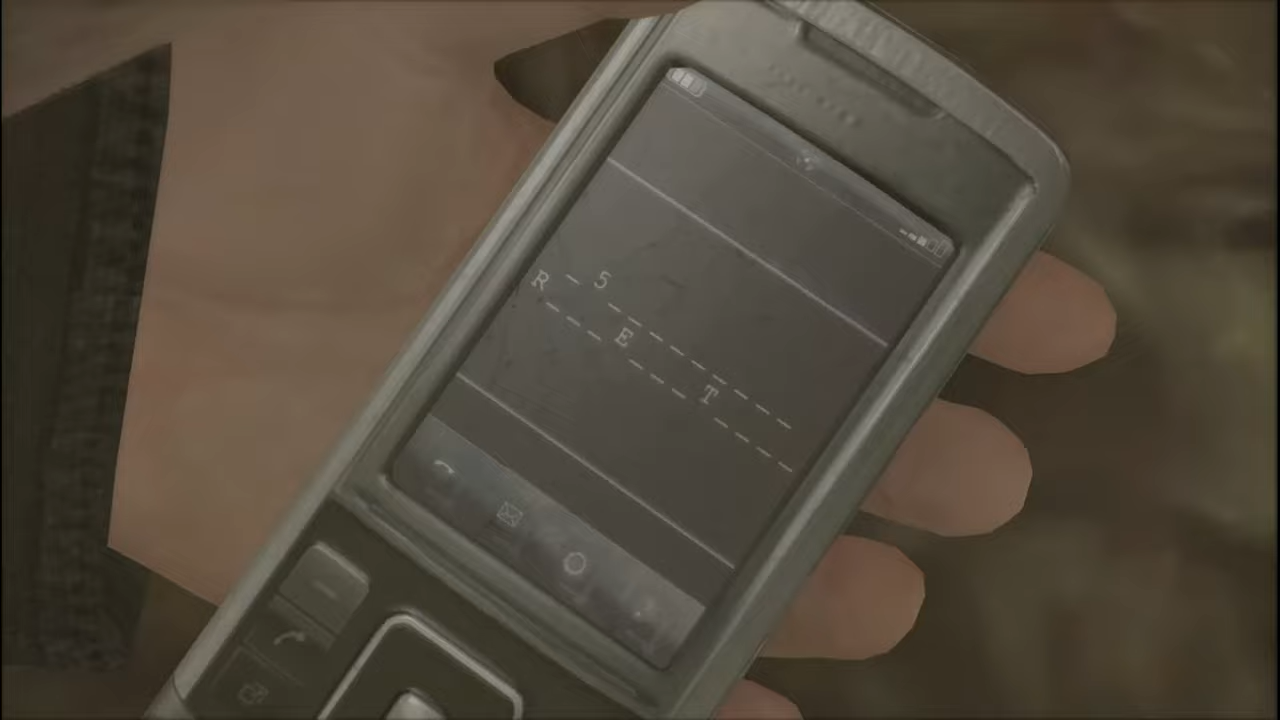 _ 5 _ _ _ _ _ _ _ _ _
R _ _ _ E _ _ _ T _ _ _ _